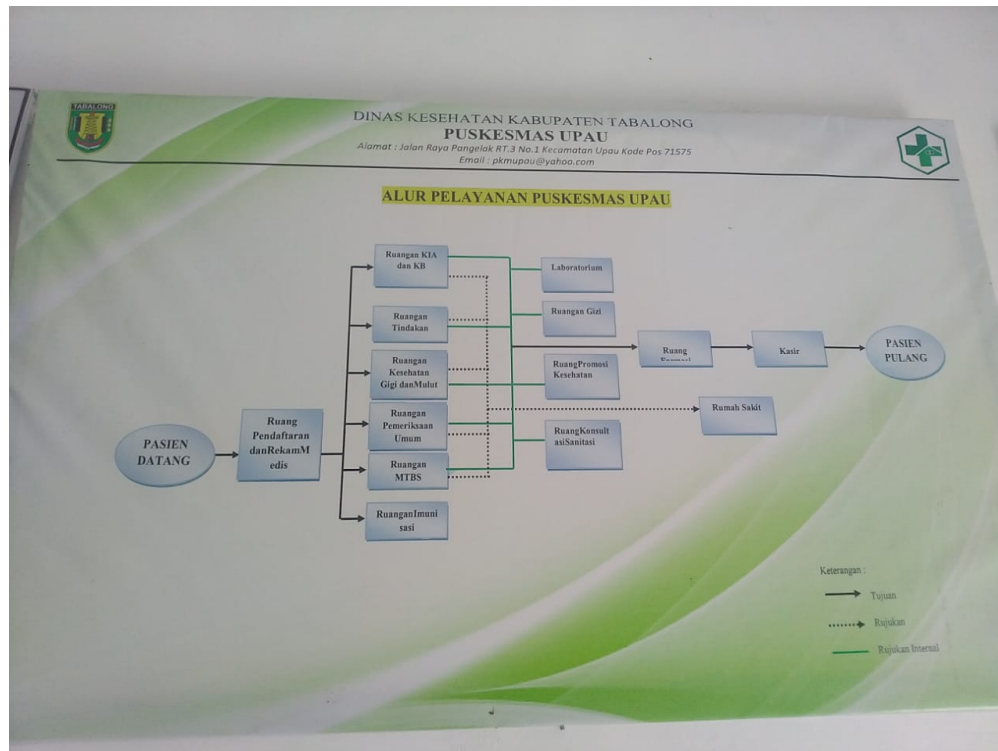 TABALONG
DINAS KESEHATAN KABUPATEN TABALONG
PUSKESMAS UPAU
Alamat : Jalan Raya Pangelak RT.3 No.1 Kecamatan Upau Kode Pos 71575
Email : pkmupau@yahoo.com
ALUR PELAYANAN PUSKESMAS UPAU
PASIEN
DATANG
Ruang
Pendaftaran
danRekamM
edis
Ruangan KIA
dan KB
Ruangan
Tindakan
Ruangan
Kesehatan
Gigi danMulut
Ruangan
Pemeriksaan
Umum
Ruangan
MTBS
RuanganImuni
sasi
Laboratorium
Ruangan Gizi
RuangPromosi
Kesehatan
RuangKonsult
asiSanitasi
Ruang
Kasir
Rumah Sakit
PASIEN
PULANG
Keterangan :
Tujuan
Rujukan
Rujukan Internal